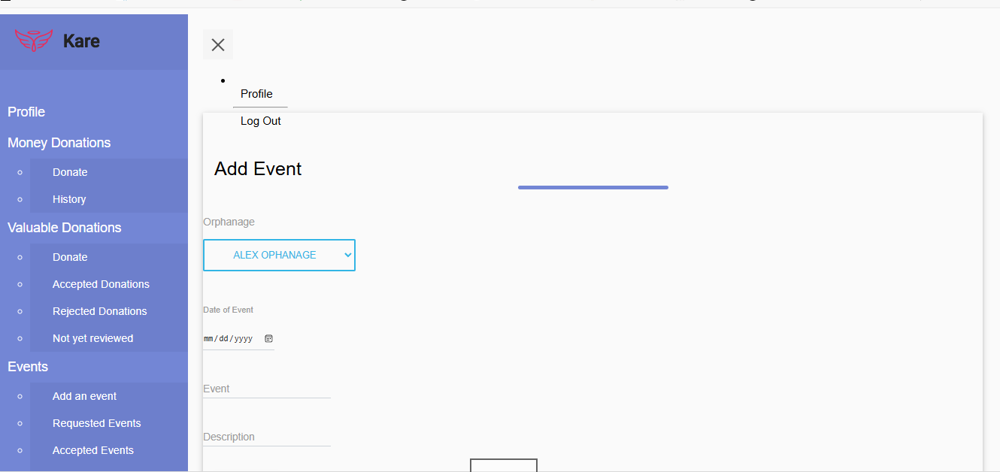 Kare
Profile
Money Donations
Donate
History
Valuable Donations
Donate
Accepted Donations
Rejected Donations
Not yet reviewed
Events
Add an event
Requested Events
Accepted Events
Profile
Log Out
Add Event
Orphanage
ALEX OPHANAGE
Date of Event
mm/dd/yyyy
Event
Description